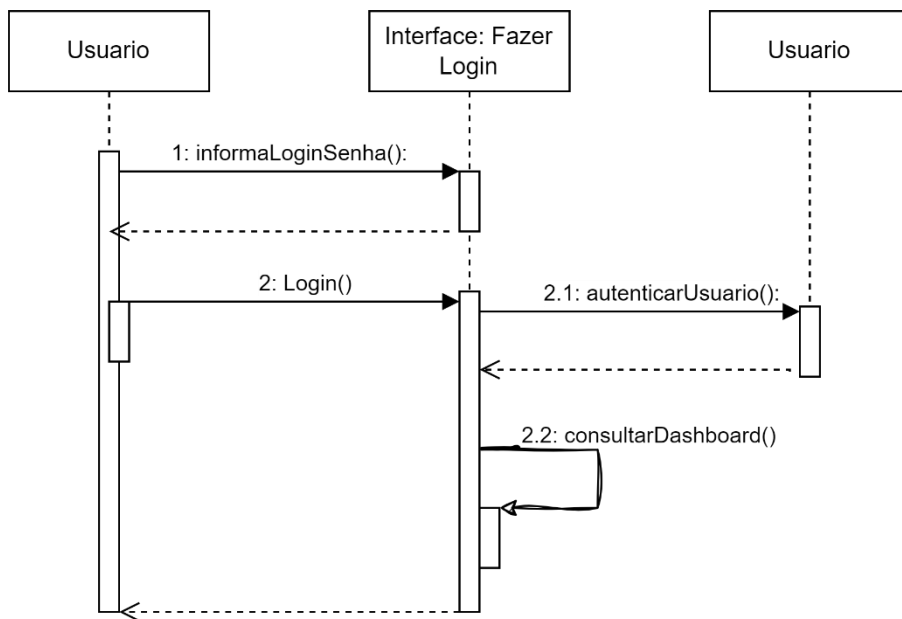 Usuario
Interface: Fazer
Login
Usuario
1: informaLoginSenha():
2: Login()
2.1: autenticarUsuario():
2.2: consultarDashboard()